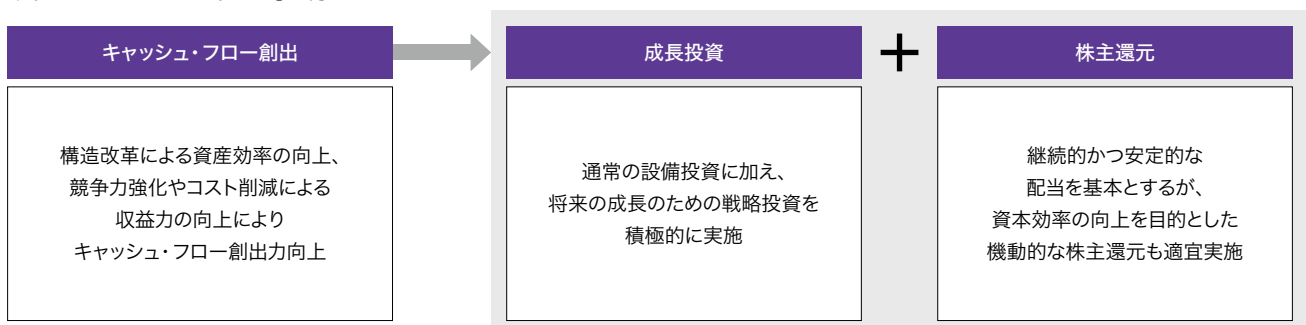 キャッシュ・フロー創出
構造改革による資産効率の向上、
競争力強化やコスト削減による
収益力の向上により
キャッシュ・フロー創出力向上
成長投資
通常の設備投資に加え、
将来の成長のための戦略投資を
積極的に実施
+
株主還元
継続的かつ安定的な
配当を基本とするが、
資本効率の向上を目的とした
機動的な株主還元も適宜実施